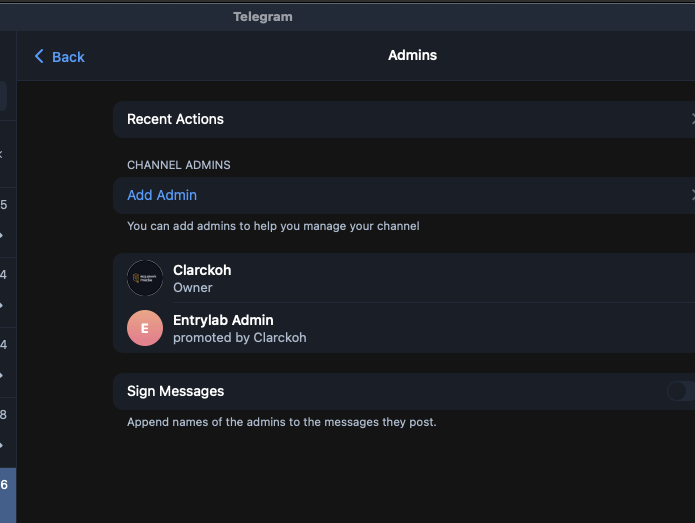 Telegram
Back
Admins
Recent Actions
CHANNEL ADMINS
Add Admin
You can add admins to help you manage your channel
Clarckoh
Owner
E
Entrylab Admin
promoted by Clarckoh
Sign Messages
Append names of the admins to the messages they post.
5
4
4
8
6